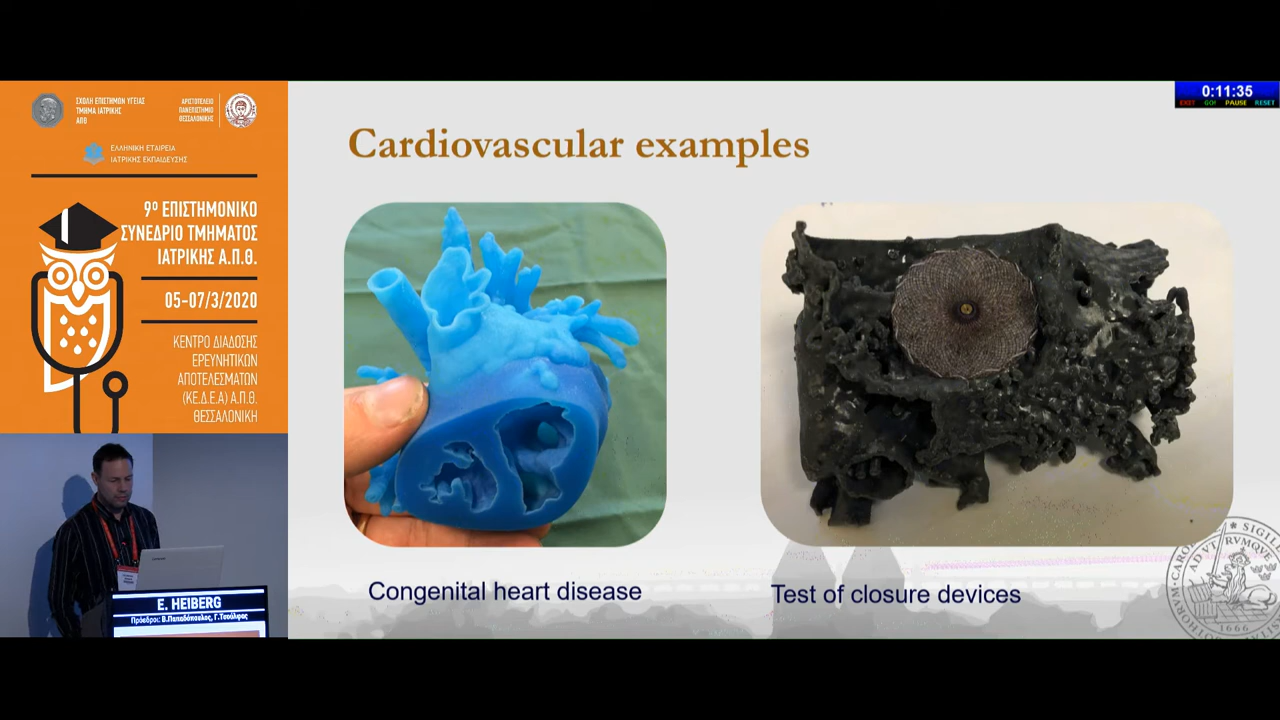 ΣΧΟΛΗ ΕΠΙΣΤΗΜΩΝ ΥΓΕΙΑΣ
ΤΜΗΜΑ ΙΑΤΡΙΚΗΣ
ΑΠΘ
ΑΡΙΣΤΟΤΕΛΕΙΟ
ΠΑΝΕΠΙΣΤΗΜΙΟ
ΘΕΣΣΑΛΟΝΙΚΗΣ
ΕΛΛΗΝΙΚΗ ΕΤΑΙΡΕΙΑ
ΙΑΤΡΙΚΗΣ ΕΚΠΑΙΔΕΥΣΗΣ
9º ΕΠΙΣΤΗΜΟΝΙΚΟ
ΣΥΝΕΔΡΙΟ ΤΜΗΜΑΤΟΣ
ΙΑΤΡΙΚΗΣ Α.Π.Θ.
05-07/3/2020
ΚΕΝΤΡΟ ΔΙΑΔΟΣΗΣ
ΕΡΕΥΝΗΤΙΚΩΝ
ΑΠΟΤΕΛΕΣΜΑΤΩΝ
(ΚΕ.Δ.Ε.Α) Α.Π.Θ.
ΘΕΣΣΑΛΟΝΙΚΗ
E. HEIBERG
Πρόεδροι: Β.Παπαδόπουλος, Γ.Τσούλφας
0:11:35
EXIT GO! PAUSE RESET
Cardiovascular examples
Congenital heart disease
Test of closure devices
1666